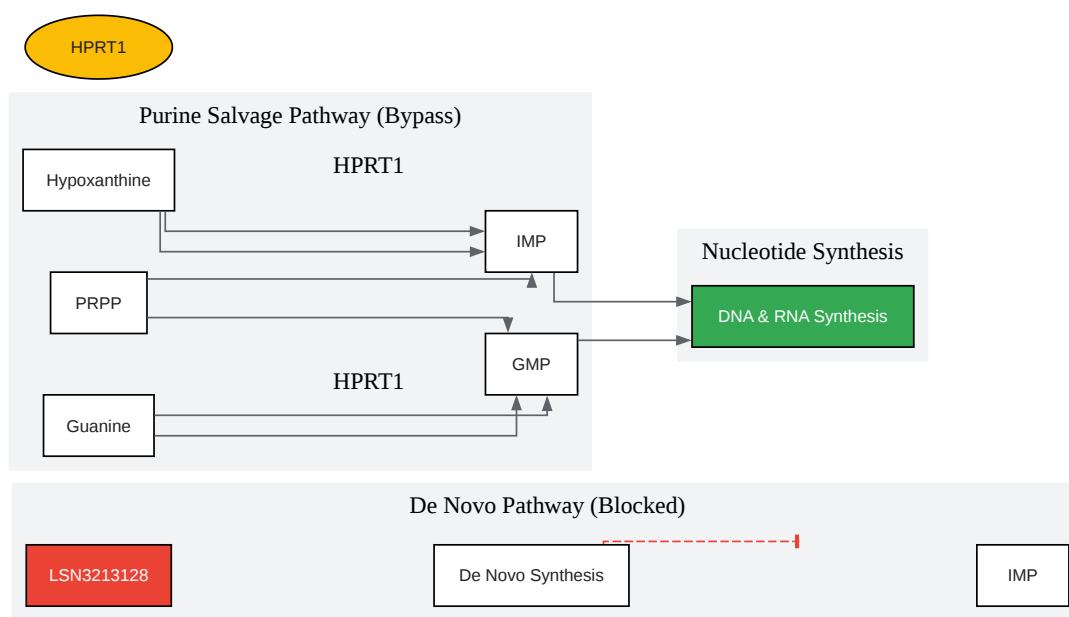 HPRT1
Purine Salvage Pathway (Bypass)
HPRT1
Hypoxanthine
IMP
Nucleotide Synthesis
PRPP
DNA & RNA Synthesis
GMP
HPRT1
Guanine
De Novo Pathway (Blocked)
LSN3213128
De Novo Synthesis
IMP